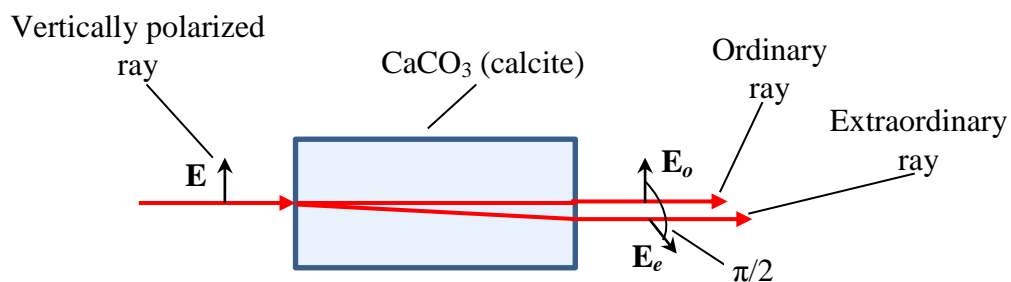 Vertically polarized
ray
CaCO₃ (calcite)
Ordinary
ray
Extraordinary
ray
E
Eₒ
Eₑ
π/2